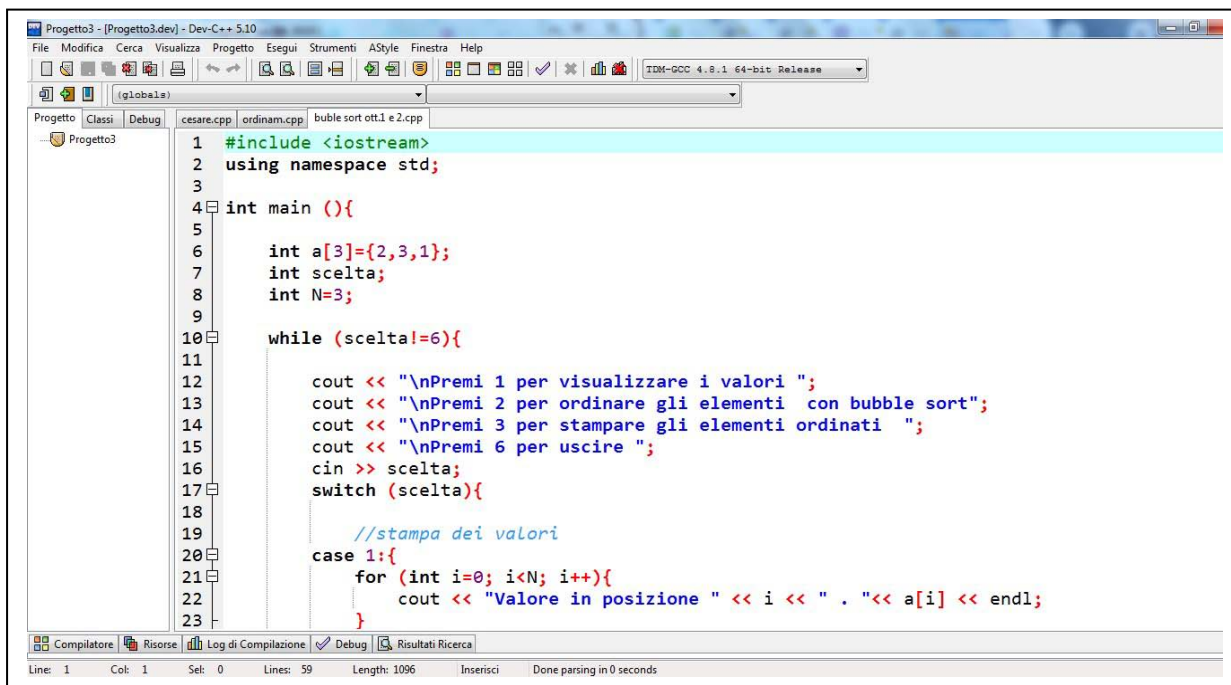 Progetto3 - [Progetto3.dev] - Dev-C++ 5.10
File Modifica Cerca Visualizza Progetto Esegui Strumenti AStyle Finestra Help
TDM-GCC 4.8.1 64-bit Release
(globals)
Progetto Classi Debug cesare.cpp ordinam.cpp buble sort ott.1 e 2.cpp
Progetto3
1 #include <iostream>
2 using namespace std;
3
4 int main (){
5
6 int a[3]={2,3,1};
7 int scelta;
8 int N=3;
9
10 while (scelta!=6){
11
12 cout << "\nPremi 1 per visualizzare i valori ";
13 cout << "\nPremi 2 per ordinare gli elementi  con bubble sort";
14 cout << "\nPremi 3 per stampare gli elementi ordinati  ";
15 cout << "\nPremi 6 per uscire ";
16 cin >> scelta;
17 switch (scelta){
18
19 //stampa dei valori
20 case 1:{
21 for (int i=0; i<N; i++){
22 cout << "Valore in posizione " << i << " . "<< a[i] << endl;
23 }
Compilatore Risorse Log di Compilazione Debug Risultati Ricerca
Line: 1 Col: 1 Sel: 0 Lines: 59 Length: 1096 Inserisci Done parsing in 0 seconds